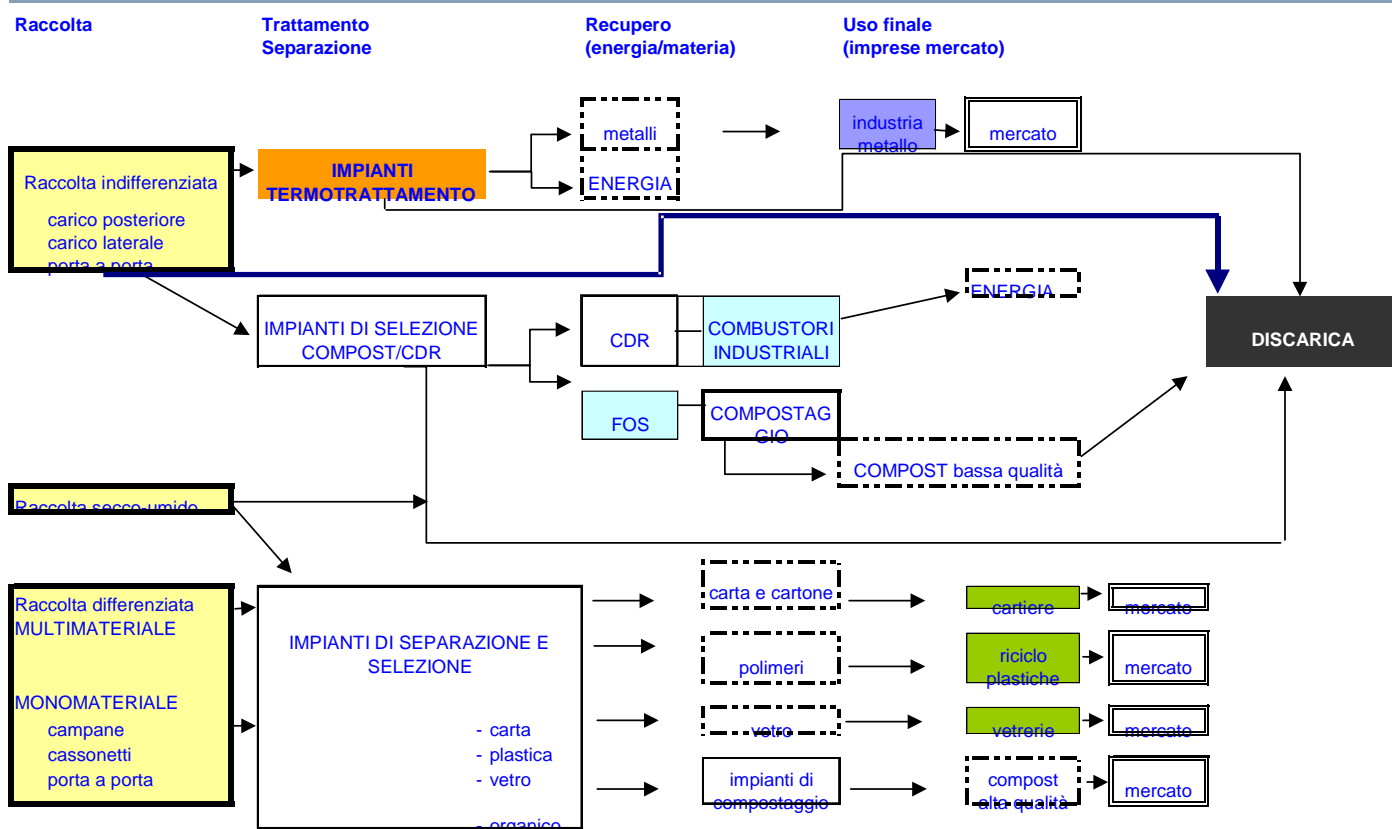 Raccolta
Trattamento
Separazione
Recupero
(energia/materia)
Uso finale
(imprese mercato)
metalli
industria
metallo
mercato
Raccolta indifferenziata
carico posteriore
carico laterale
porta a porta
IMPIANTI
TERMOTRATTAMENTO
ENERGIA
ENERGIA
IMPIANTI DI SELEZIONE
COMPOST/CDR
CDR
COMBUSTORI
INDUSTRIALI
DISCARICA
FOS
COMPOSTAG
GIO
COMPOST bassa qualità
Raccolta secco-umido
Raccolta differenziata
MULTIMATERIALE
MONOMATERIALE
campane
cassonetti
porta a porta
IMPIANTI DI SEPARAZIONE E
SELEZIONE
- carta
- plastica
- vetro
- organico
carta e cartone
cartiere
mercato
polimeri
riciclo
plastiche
mercato
vetro
vetrerie
mercato
impianti di
compostaggio
compost
alta qualità
mercato